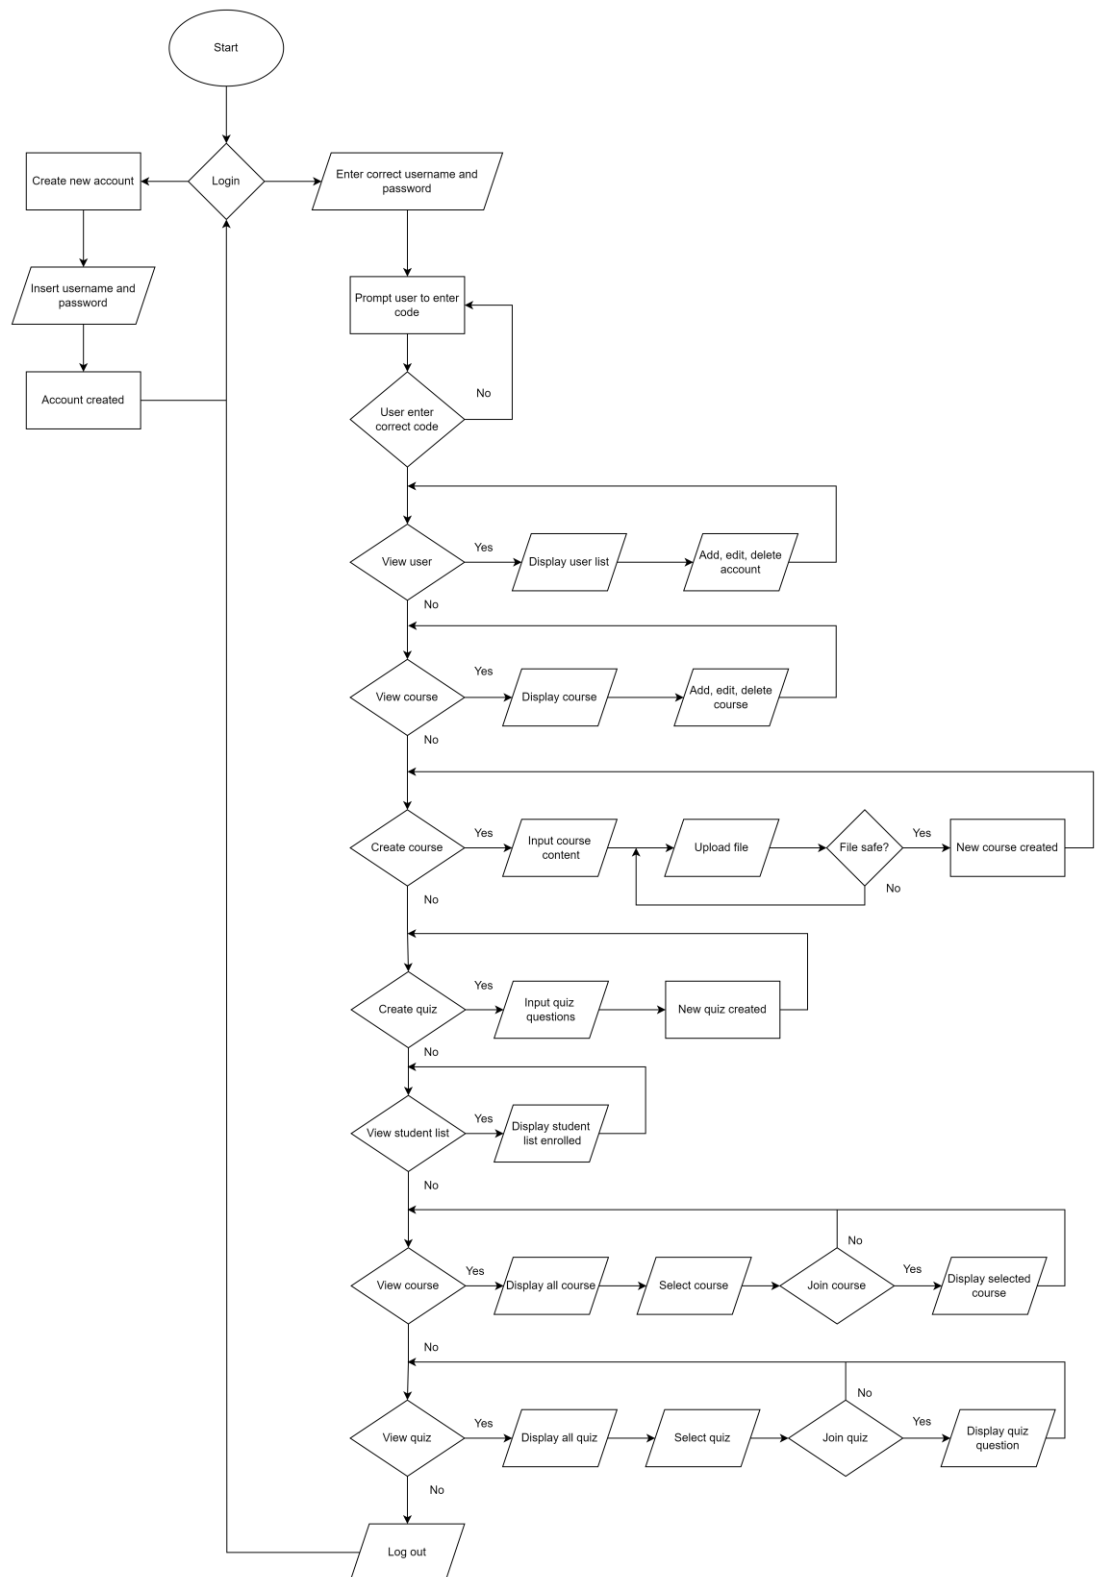 Start
Create new account
Login
Enter correct username and
password
Insert username and
password
Prompt user to enter
code
Account created
No
User enter
correct code
Yes
View user
Display user list
Add, edit, delete
account
No
Yes
View course
Display course
Add, edit, delete
course
No
Yes
Create course
Input course
content
Upload file
File safe?
Yes
New course created
No
No
Yes
Create quiz
Input quiz
questions
New quiz created
No
Yes
View student list
Display student
list enrolled
No
No
Yes
View course
Display all course
Select course
Join course
Yes
Display selected
course
No
No
Yes
View quiz
Display all quiz
Select quiz
Join quiz
Yes
Display quiz
question
No
Log out